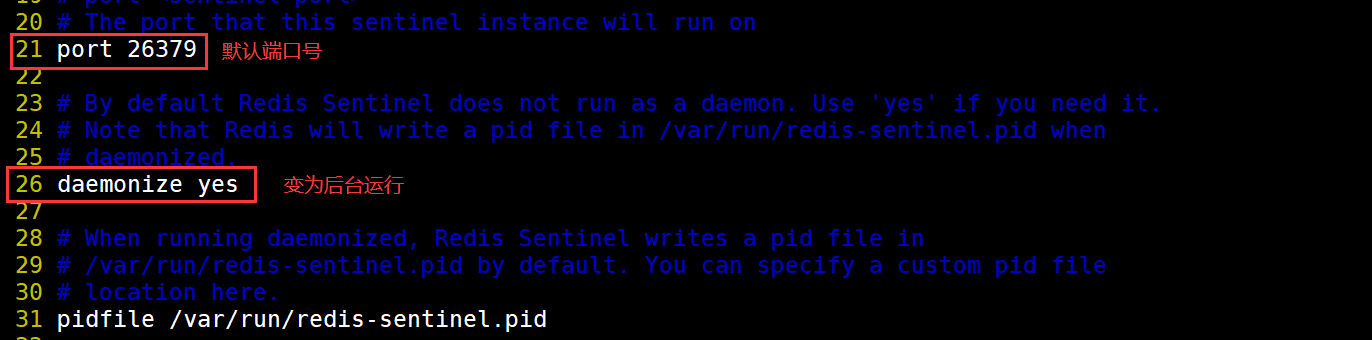 # port <sentinel-port>
20 # The port that this sentinel instance will run on
21 port 26379 默认端口号
22
23 # By default Redis Sentinel does not run as a daemon. Use 'yes' if you need it.
24 # Note that Redis will write a pid file in /var/run/redis-sentinel.pid when
25 # daemonized.
26 daemonize yes 变为后台运行
27
28 # When running daemonized, Redis Sentinel writes a pid file in
29 # /var/run/redis-sentinel.pid by default. You can specify a custom pid file
30 # location here.
31 pidfile /var/run/redis-sentinel.pid